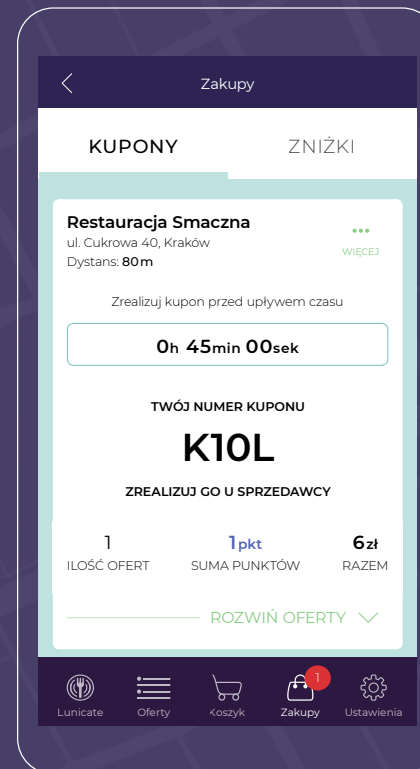 Zakupy
KUPONY ZNIŻKI
Restauracja Smaczna
ul. Cukrowa 40, Kraków
WIĘCEJ
Dystans: 80m
Zrealizuj kupon przed upływem czasu
0h 45min 00sek
TWÓJ NUMER KUPONU
K10L
ZREALIZUJ GO U SPRZEDAWCY
1 1pkt 6zł
ILOŚĆ OFERT SUMA PUNKTÓW RAZEM
ROZWIŃ OFERTY
1
Lunicate Oferty Koszyk Zakupy Ustawienia